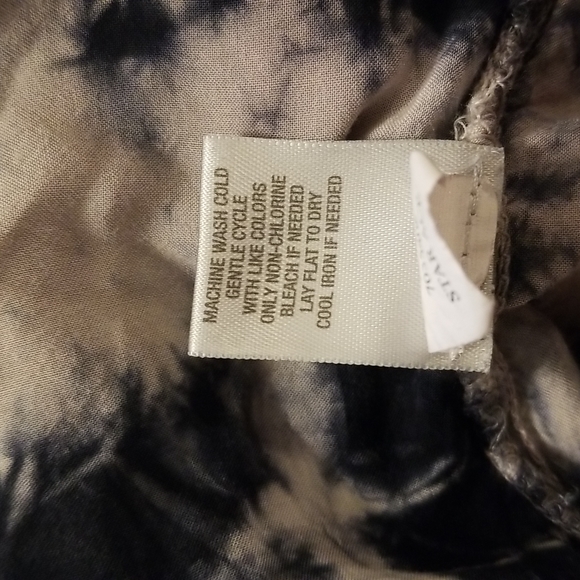 MACHINE WASH COLD
GENTLE CYCLE
WITH LIKE COLORS
ONLY NON-CHLORINE
BLEACH IF NEEDED
LAY FLAT TO DRY
COOL IRON IF NEEDED